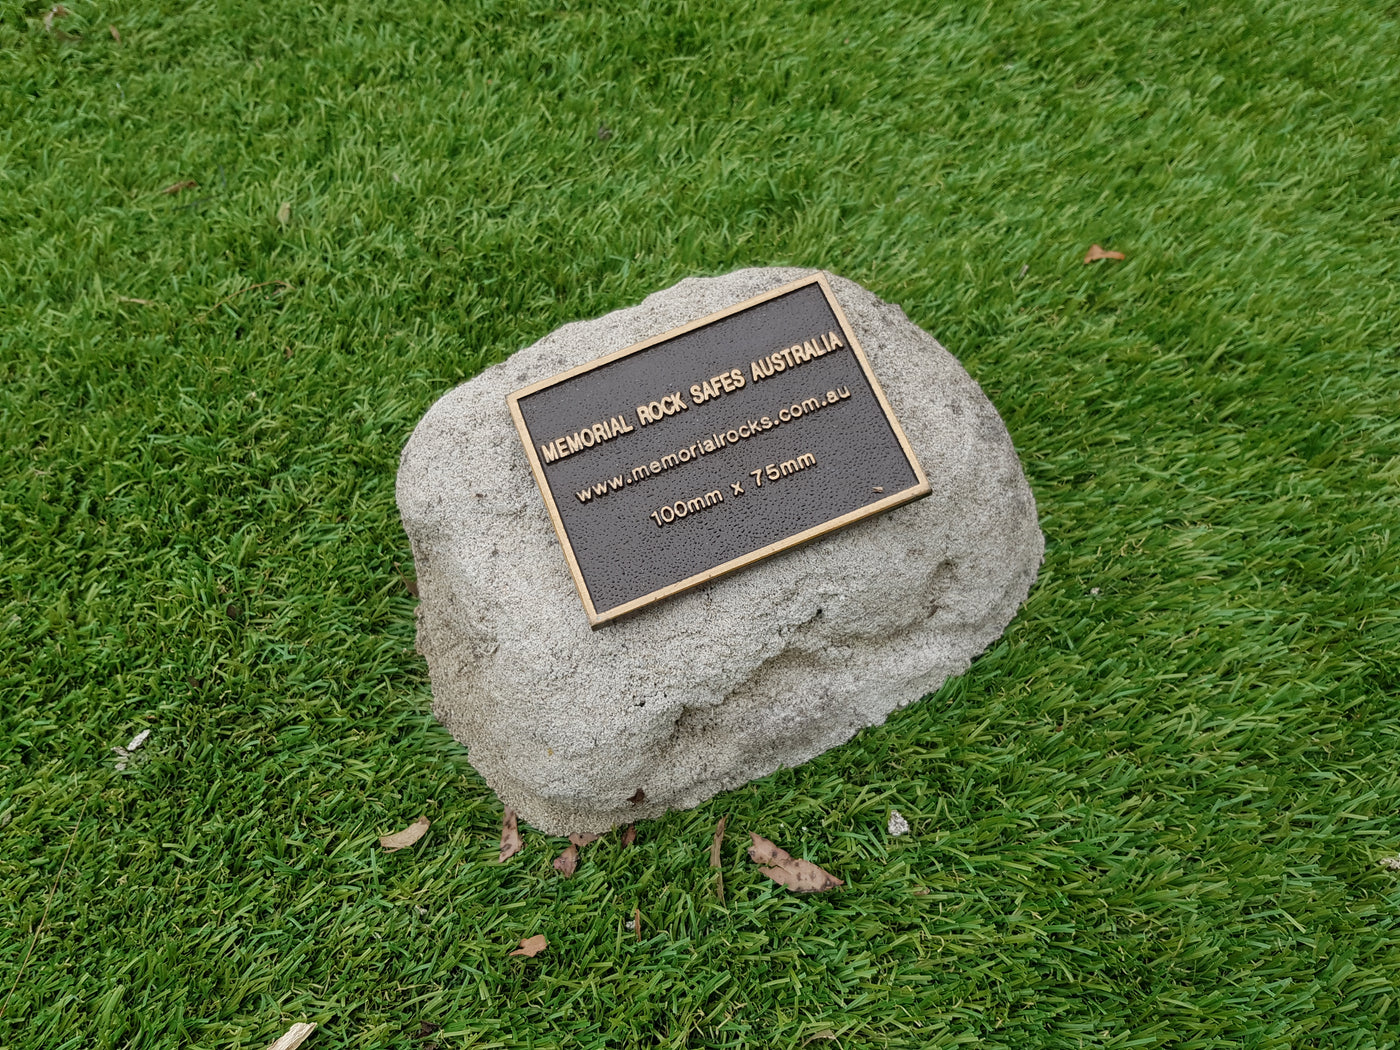 MEMORIAL ROCK SAFES AUSTRALIA
www.memorialrocks.com.au
100mm x 75mm